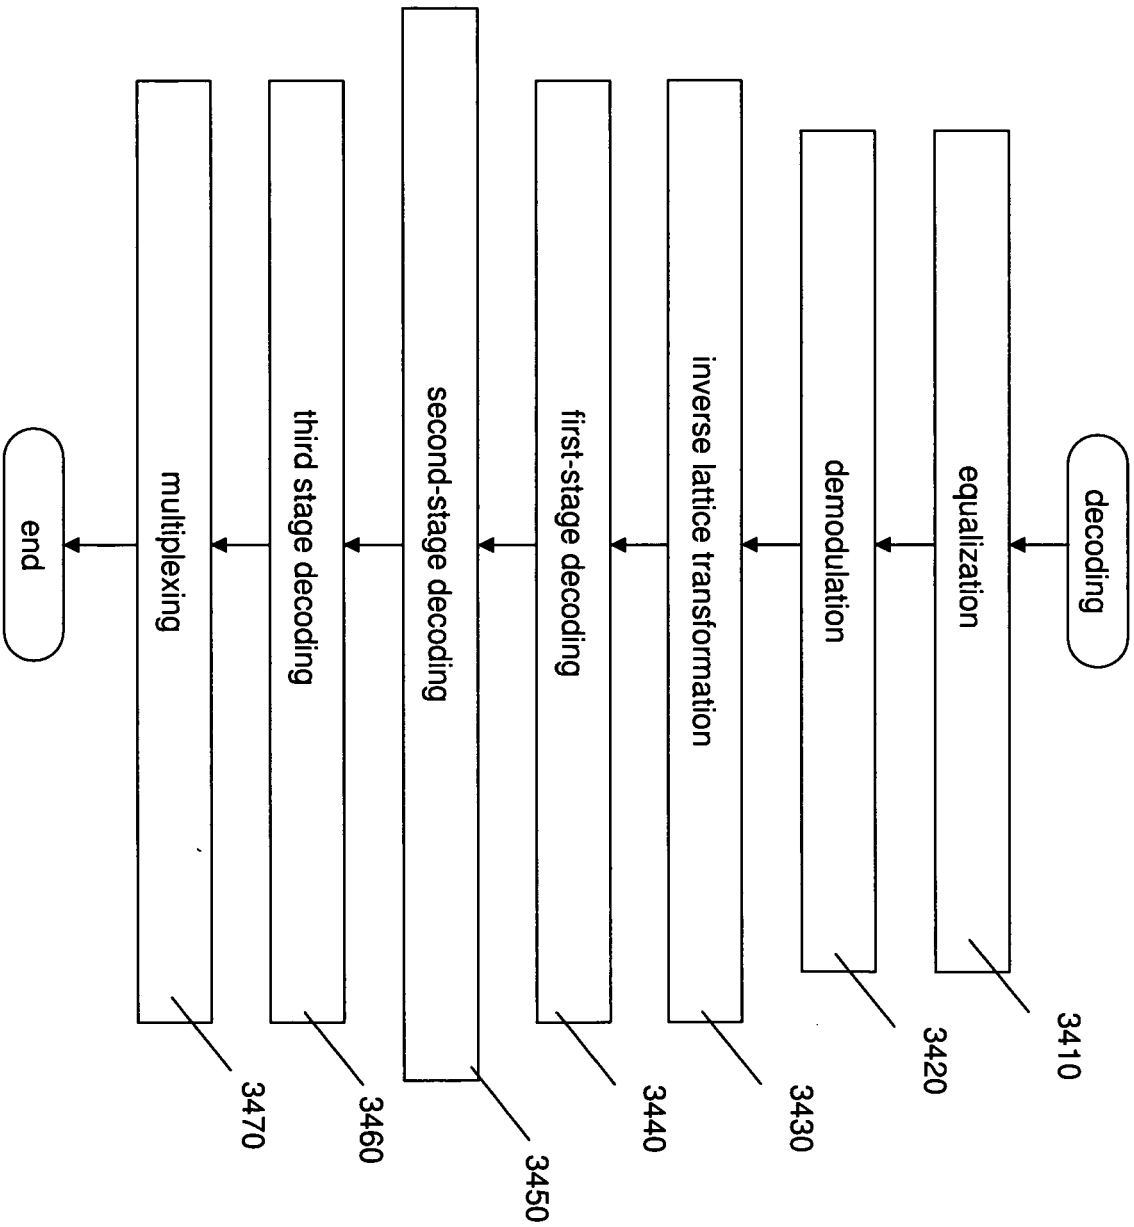 decoding
equalization
3410
demodulation
3420
inverse lattice transformation
3430
first-stage decoding
3440
second-stage decoding
3450
third stage decoding
3460
multiplexing
3470
end